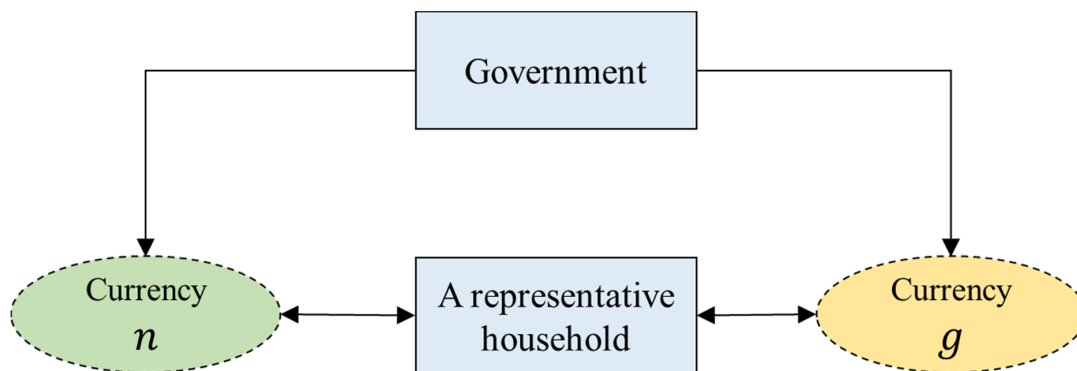 Government
Currency
n
A representative
household
Currency
g